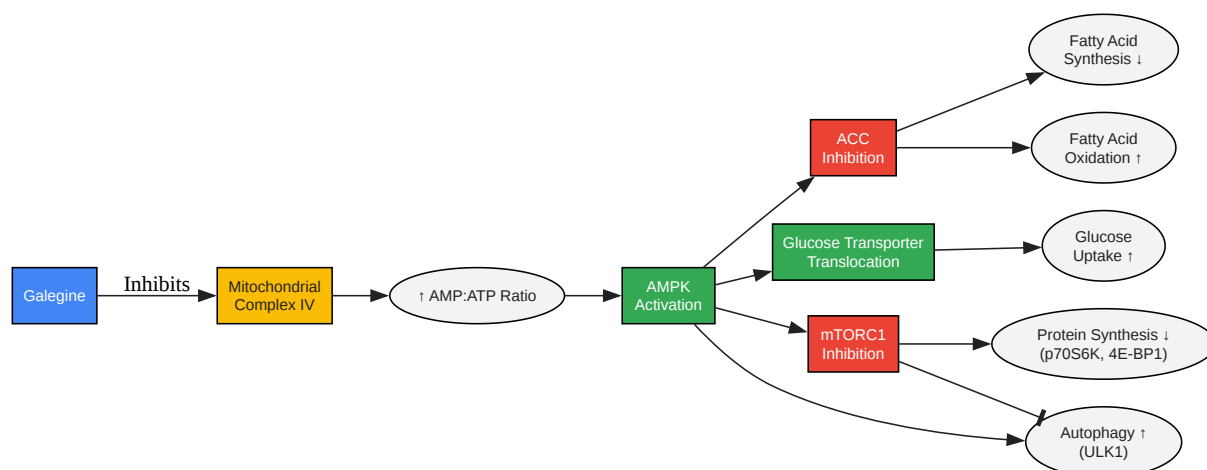 Galegine
Inhibits
Mitochondrial
Complex IV
↑ AMP:ATP Ratio
AMPK
Activation
ACC
Inhibition
Glucose Transporter
Translocation
mTORC1
Inhibition
Fatty Acid
Synthesis ↓
Fatty Acid
Oxidation ↑
Glucose
Uptake ↑
Protein Synthesis ↓
(p70S6K, 4E-BP1)
Autophagy ↑
(ULK1)